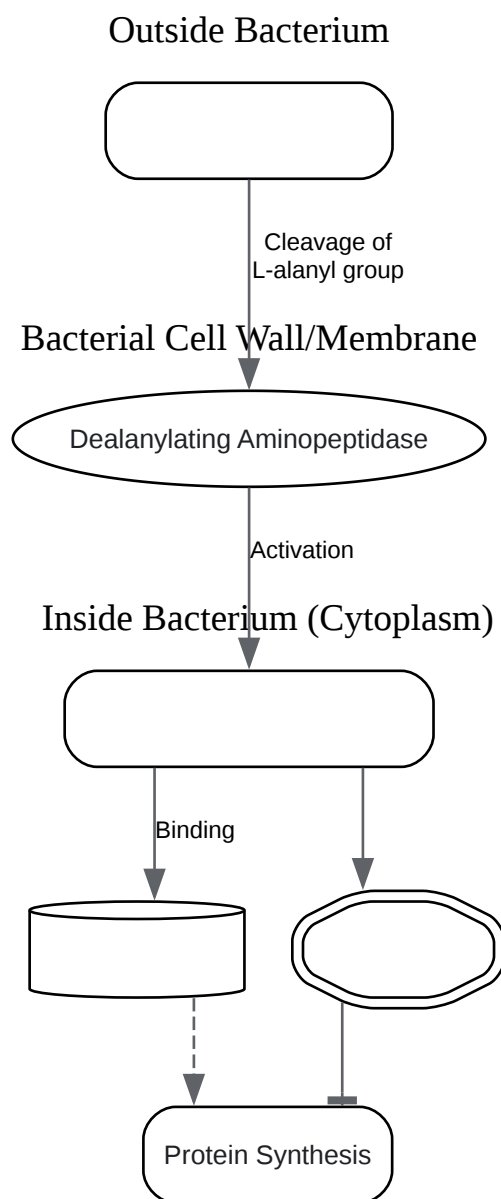 Outside Bacterium
Cleavage of
L-alanyl group
Bacterial Cell Wall/Membrane
Dealanylating Aminopeptidase
Activation
Inside Bacterium (Cytoplasm)
Binding
Protein Synthesis